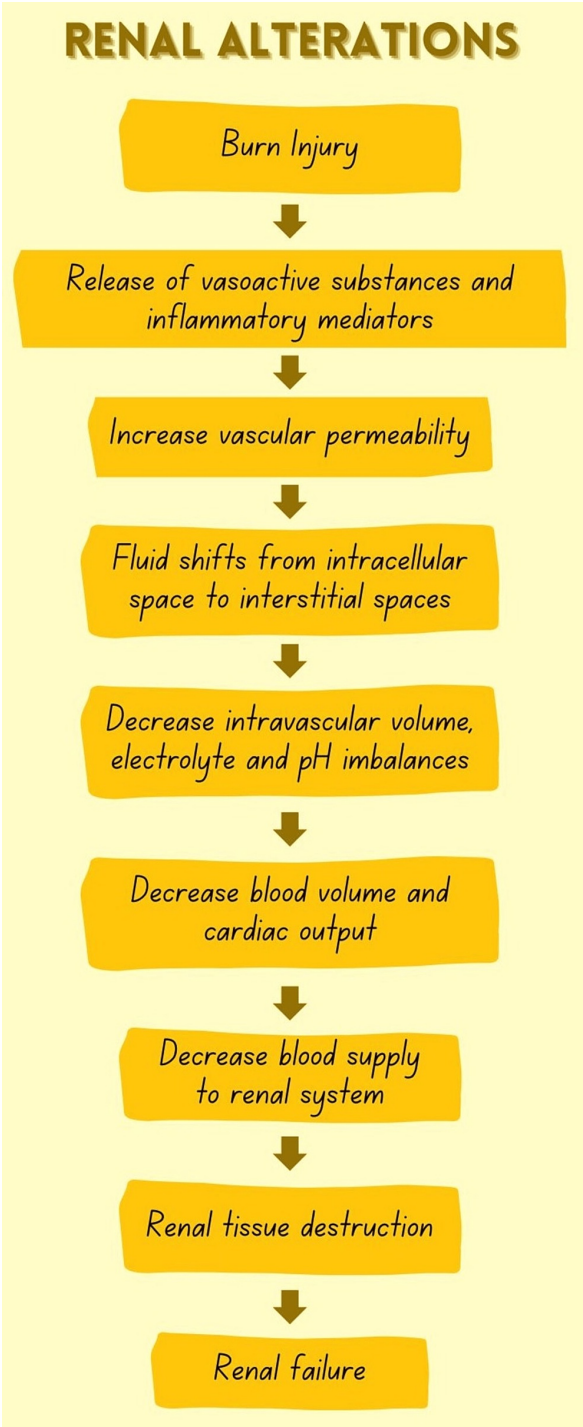 RENAL ALTERATIONS
Burn Injury
Release of vasoactive substances and
inflammatory mediators
Increase vascular permeability
Fluid shifts from intracellular
space to interstitial spaces
Decrease intravascular volume,
electrolyte and pH imbalances
Decrease blood volume and
cardiac output
Decrease blood supply
to renal system
Renal tissue destruction
Renal failure